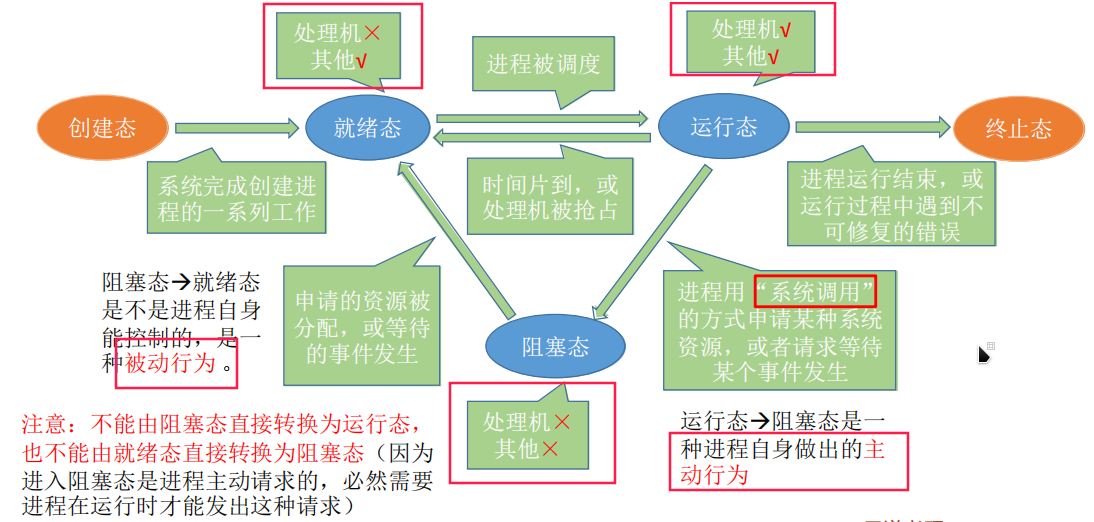 处理机×
其他√
处理机√
其他√
进程被调度
创建态
就绪态
运行态
终止态
系统完成创建进
程的一系列工作
时间片到，或
处理机被抢占
进程运行结束，或
运行过程中遇到不
可修复的错误
阻塞态→就绪态
是不是进程自身
能控制的，是一
种被动行为。
申请的资源被
分配，或等待
的事件发生
阻塞态
进程用“系统调用”
的方式申请某种系统
资源，或者请求等待
某个事件发生
处理机×
其他×
注意：不能由阻塞态直接转换为运行态，
也不能由就绪态直接转换为阻塞态（因为
进入阻塞态是进程主动请求的，必然需要
进程在运行时才能发出这种请求）
运行态→阻塞态是一
种进程自身做出的主
动行为